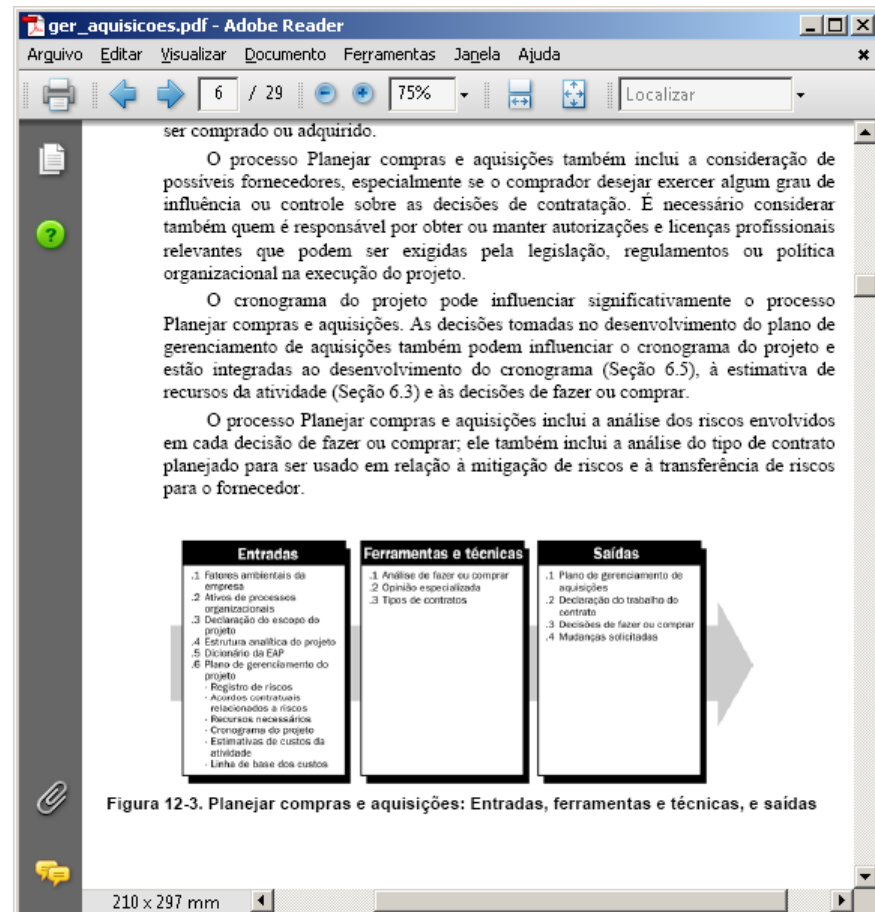 ger_aquisicoes.pdf - Adobe Reader
Arquivo Editar Visualizar Documento Ferramentas Janela Ajuda
6 / 29 75% Localizar
ser comprado ou adquirido.
O processo Planejar compras e aquisições também inclui a consideração de
possíveis fornecedores, especialmente se o comprador desejar exercer algum grau de
influência ou controle sobre as decisões de contratação. É necessário considerar
também quem é responsável por obter ou manter autorizações e licenças profissionais
relevantes que podem ser exigidas pela legislação, regulamentos ou política
organizacional na execução do projeto.
O cronograma do projeto pode influenciar significativamente o processo
Planejar compras e aquisições. As decisões tomadas no desenvolvimento do plano de
gerenciamento de aquisições também podem influenciar o cronograma do projeto e
estão integradas ao desenvolvimento do cronograma (Seção 6.5), à estimativa de
recursos da atividade (Seção 6.3) e às decisões de fazer ou comprar.
O processo Planejar compras e aquisições inclui a análise dos riscos envolvidos
em cada decisão de fazer ou comprar; ele também inclui a análise do tipo de contrato
planejado para ser usado em relação à mitigação de riscos e à transferência de riscos
para o fornecedor.
Entradas
.1 Fatores ambientais da
empresa
.2 Ativos de processos
organizacionais
.3 Declaração do escopo do
projeto
.4 Estrutura analítica do projeto
.5 Dicionário da EAP
.6 Plano de gerenciamento do
projeto
· Registro de riscos
· Acordos contratuais
relacionados a riscos
· Recursos necessários
· Cronograma do projeto
· Estimativas de custos da
atividade
· Linha de base dos custos
Ferramentas e técnicas
.1 Análise de fazer ou comprar
.2 Opinião especializada
.3 Tipos de contratos
Saídas
.1 Plano de gerenciamento de
aquisições
.2 Declaração do trabalho do
contrato
.3 Decisões de fazer ou comprar
.4 Mudanças solicitadas
Figura 12-3. Planejar compras e aquisições: Entradas, ferramentas e técnicas, e saídas
210 x 297 mm